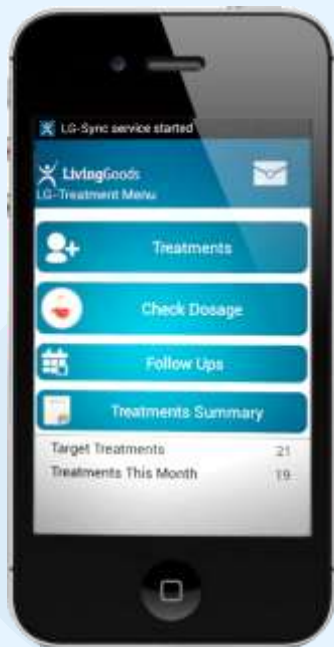 LG-Sync service started
LivingGoods
LG-Treatment Menu
Treatments
Check Dosage
Follow Ups
Treatments Summary
Target Treatments 21
Treatments This Month 19